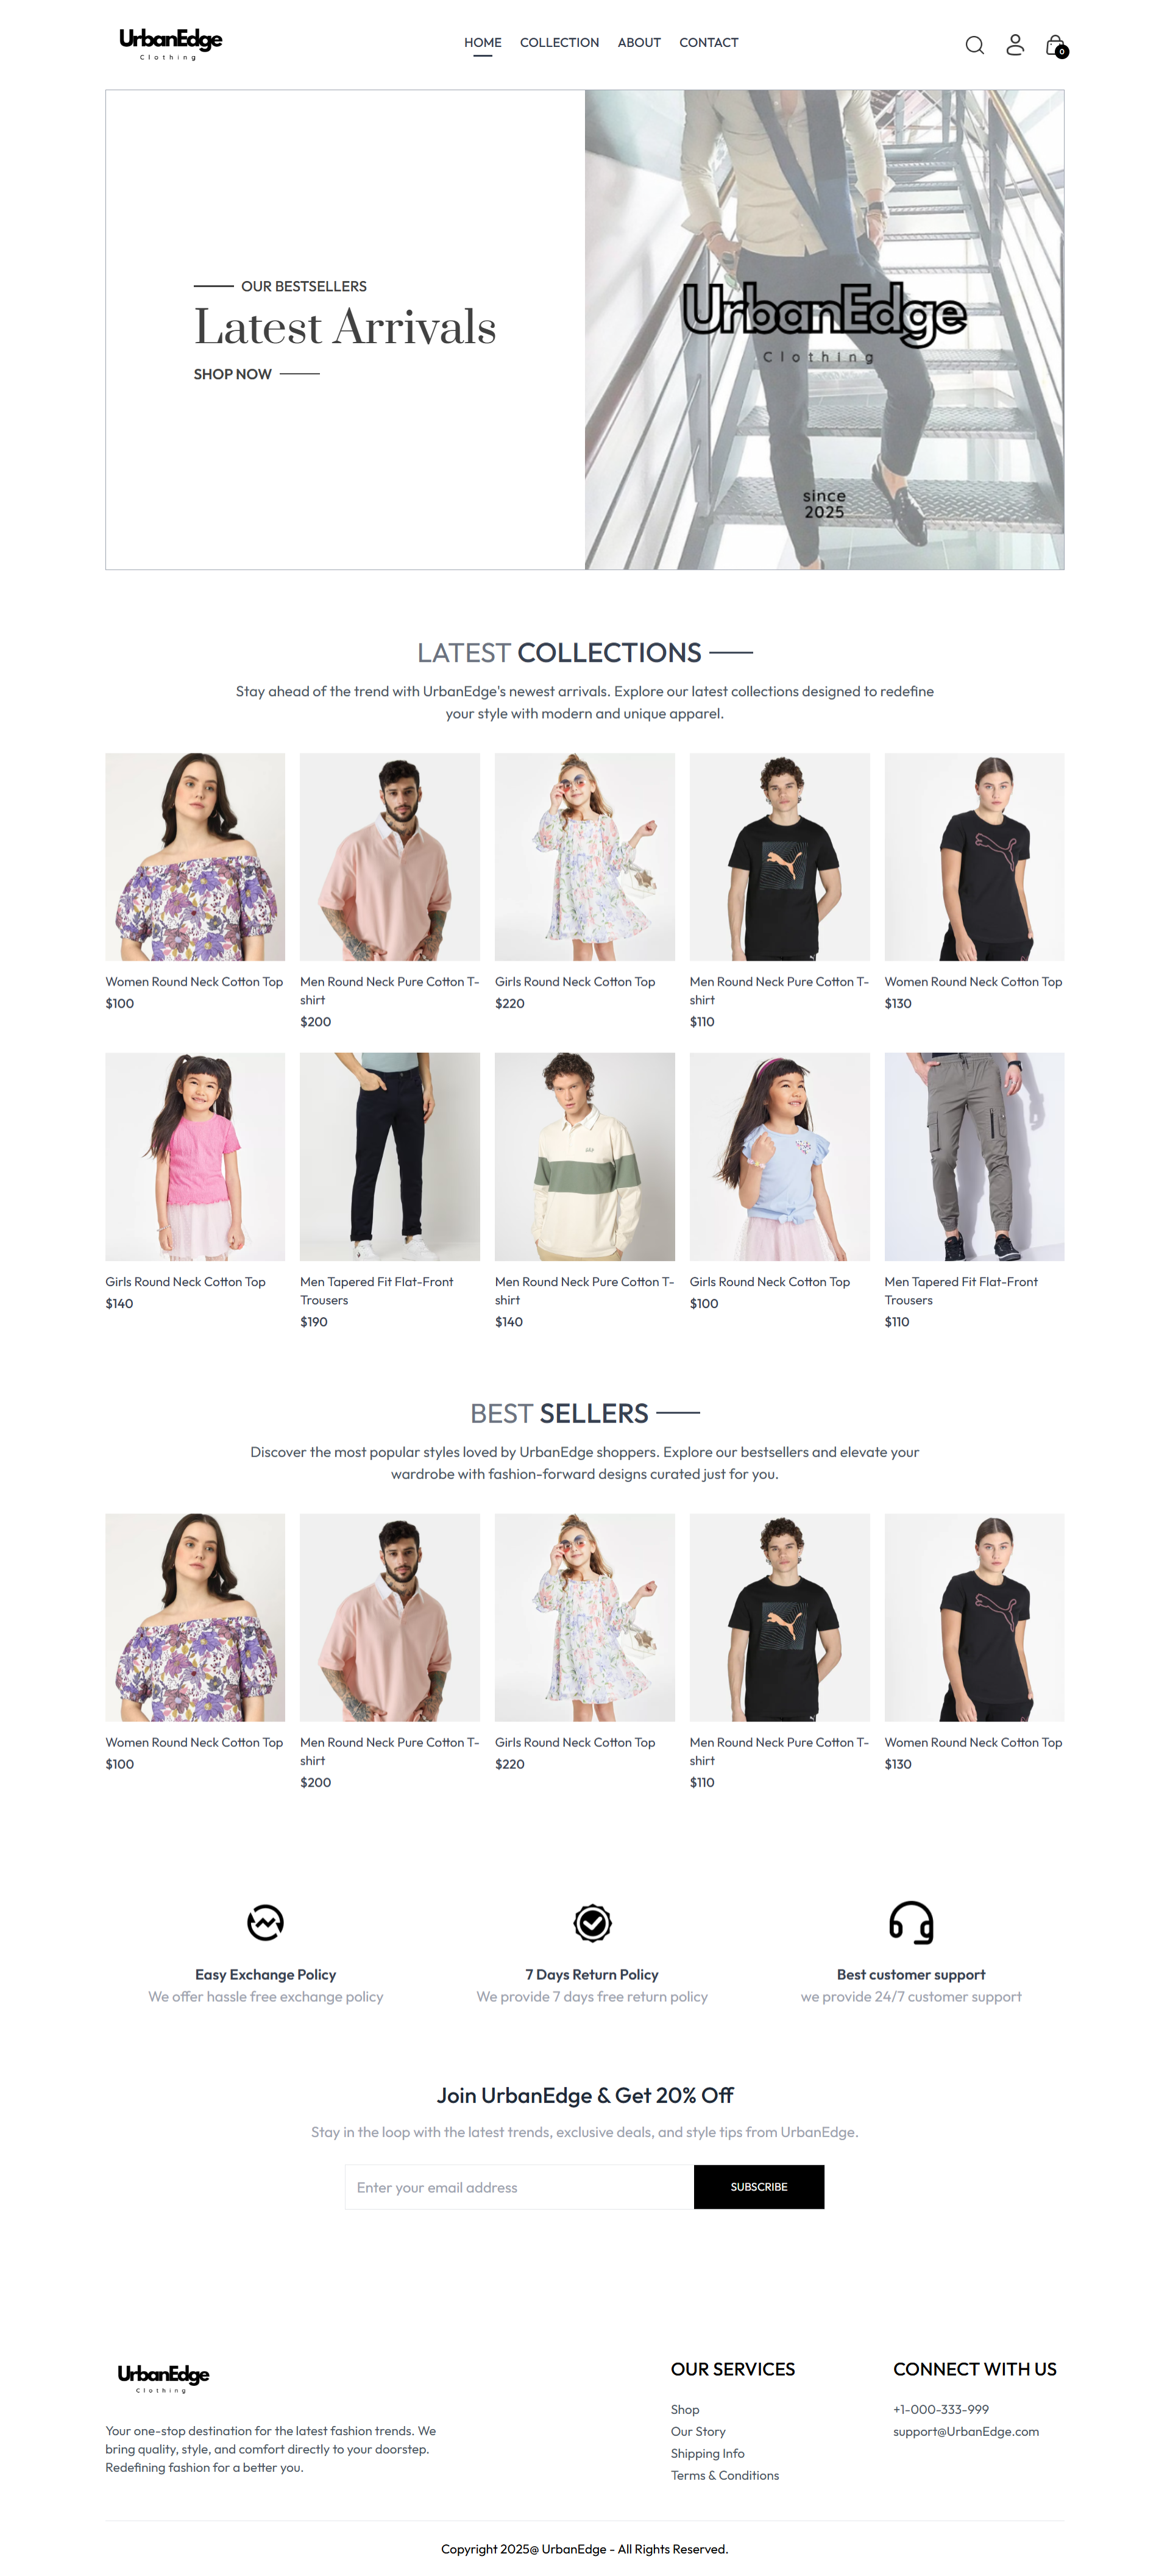 UrbanEdge
Clothing
HOME COLLECTION ABOUT CONTACT
0
OUR BESTSELLERS
Latest Arrivals
SHOP NOW
UrbanEdge
Clothing
since
2025
LATEST COLLECTIONS
Stay ahead of the trend with UrbanEdge's newest arrivals. Explore our latest collections designed to redefine
your style with modern and unique apparel.
Women Round Neck Cotton Top
$100
Men Round Neck Pure Cotton T-
shirt
$200
Girls Round Neck Cotton Top
$220
Men Round Neck Pure Cotton T-
shirt
$110
Women Round Neck Cotton Top
$130
Girls Round Neck Cotton Top
$140
Men Tapered Fit Flat-Front
Trousers
$190
Men Round Neck Pure Cotton T-
shirt
$140
Girls Round Neck Cotton Top
$100
Men Tapered Fit Flat-Front
Trousers
$110
BEST SELLERS
Discover the most popular styles loved by UrbanEdge shoppers. Explore our bestsellers and elevate your
wardrobe with fashion-forward designs curated just for you.
Women Round Neck Cotton Top
$100
Men Round Neck Pure Cotton T-
shirt
$200
Girls Round Neck Cotton Top
$220
Men Round Neck Pure Cotton T-
shirt
$110
Women Round Neck Cotton Top
$130
Easy Exchange Policy
We offer hassle free exchange policy
7 Days Return Policy
We provide 7 days free return policy
Best customer support
we provide 24/7 customer support
Join UrbanEdge & Get 20% Off
Stay in the loop with the latest trends, exclusive deals, and style tips from UrbanEdge.
Enter your email address
SUBSCRIBE
UrbanEdge
Clothing
Your one-stop destination for the latest fashion trends. We
bring quality, style, and comfort directly to your doorstep.
Redefining fashion for a better you.
OUR SERVICES
Shop
Our Story
Shipping Info
Terms & Conditions
CONNECT WITH US
+1-000-333-999
support@UrbanEdge.com
Copyright 2025@ UrbanEdge - All Rights Reserved.